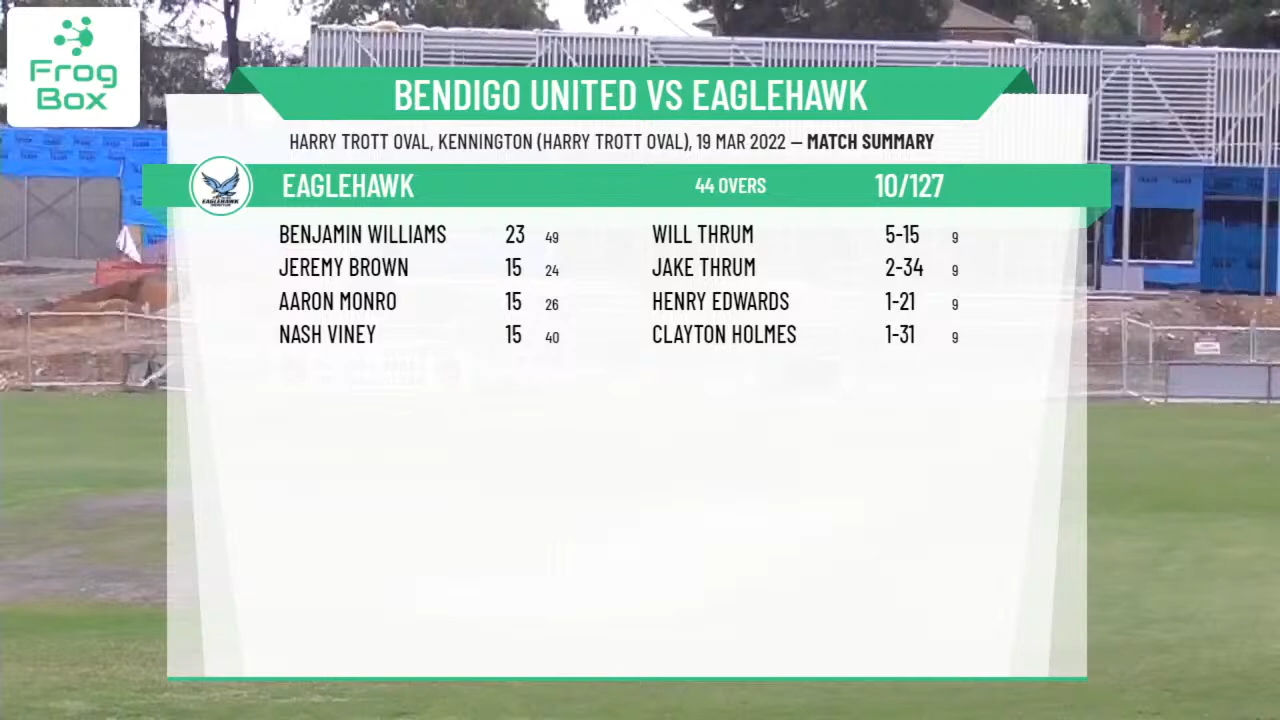 Frog
Box
BENDIGO UNITED VS EAGLEHAWK
HARRY TROTT OVAL, KENNINGTON (HARRY TROTT OVAL), 19 MAR 2022 – MATCH SUMMARY
EAGLEHAWK 44 OVERS 10/127
EAGLEHAWK
BENJAMIN WILLIAMS 23 49 WILL THRUM 5-15 9
JEREMY BROWN 15 24 JAKE THRUM 2-34 9
AARON MONRO 15 26 HENRY EDWARDS 1-21 9
NASH VINEY 15 40 CLAYTON HOLMES 1-31 9